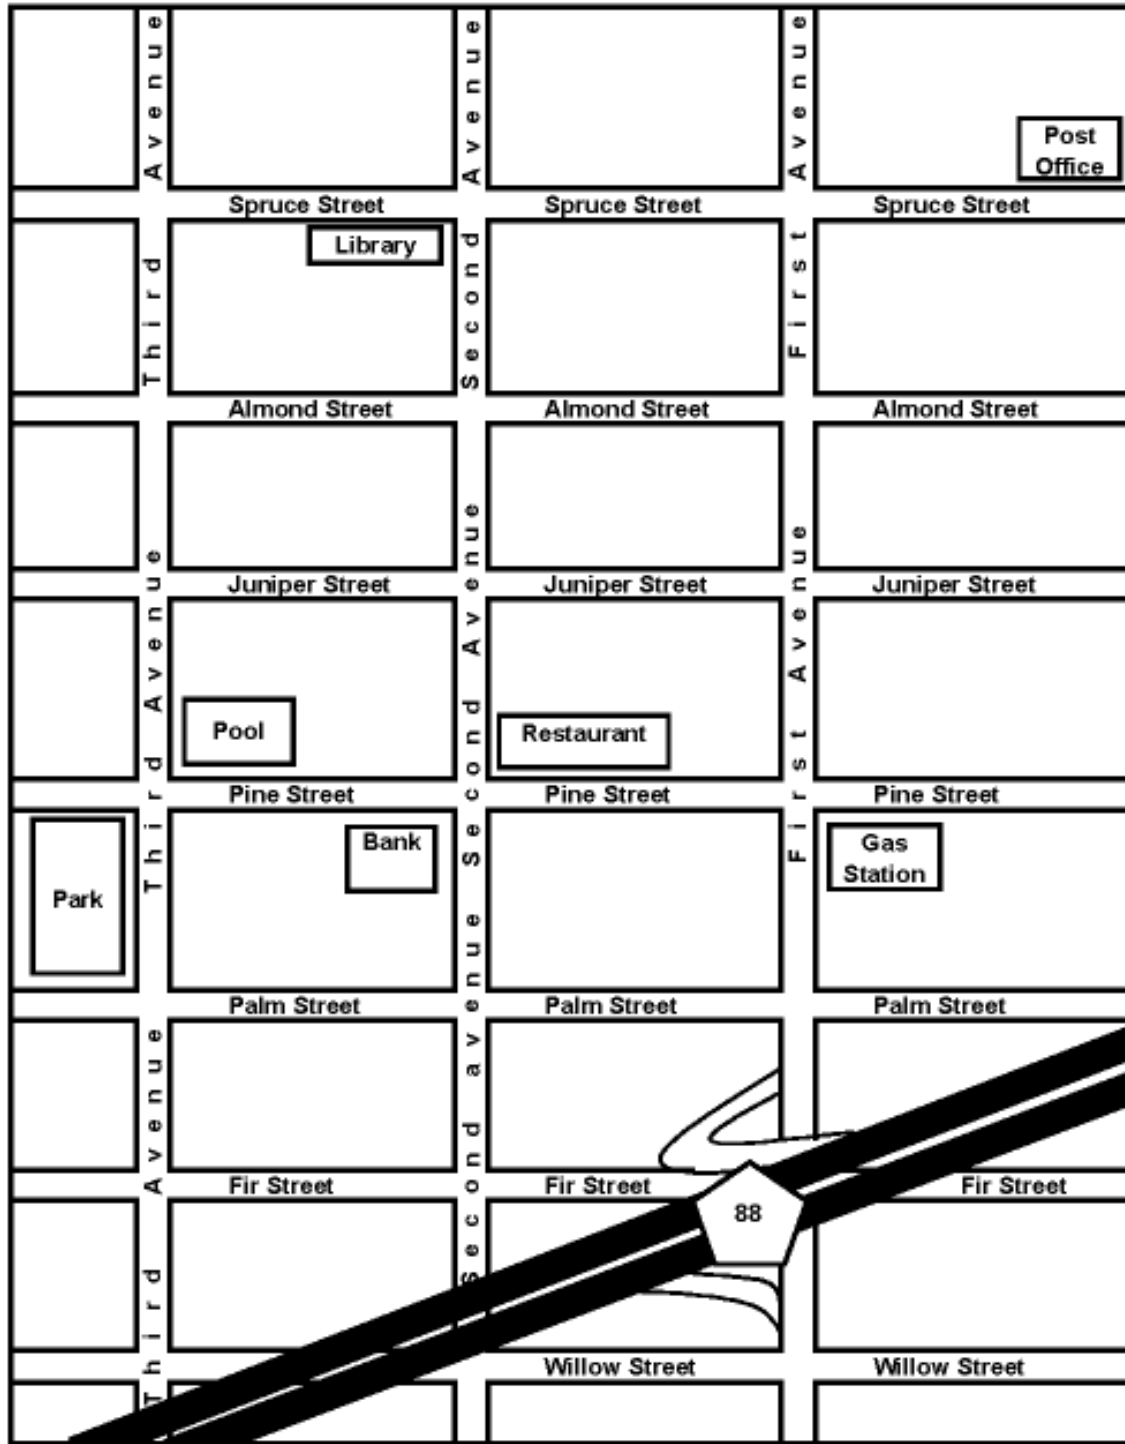 Third Avenue
Second Avenue
First Avenue
Post
Office
Spruce Street
Spruce Street
Spruce Street
Library
Almond Street
Almond Street
Almond Street
Third Avenue
Second Avenue
First Avenue
Juniper Street
Juniper Street
Juniper Street
Pool
Restaurant
Pine Street
Pine Street
Pine Street
Park
Bank
Gas
Station
Palm Street
Palm Street
Palm Street
Third Avenue
Second avenue
Fir Street
Fir Street
Fir Street
88
Willow Street
Willow Street